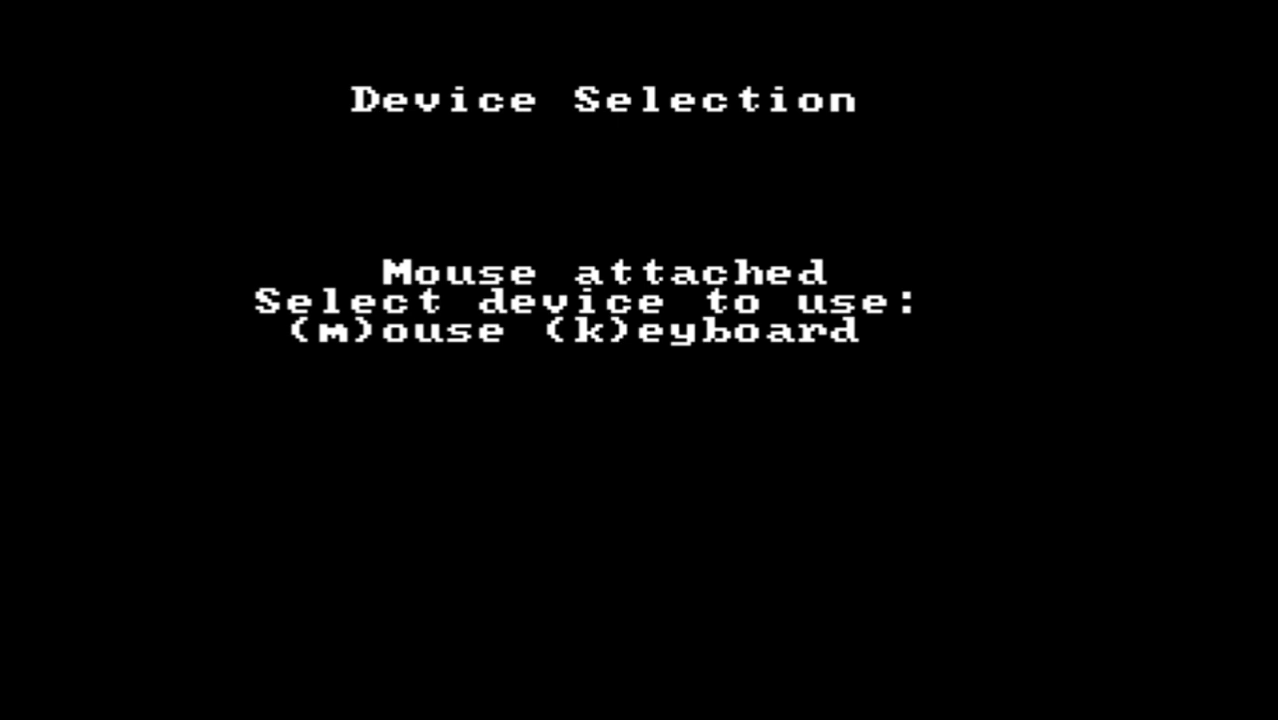 Device Selection
Mouse attached
Select device to use:
(m)ouse (k)eyboard